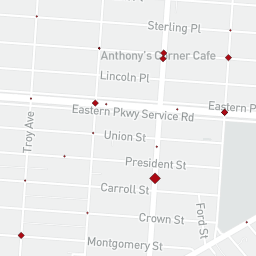 Sterling Pl
Anthony's Corner Cafe
Lincoln Pl
Eastern P
Eastern Pkwy Service Rd
Troy Ave
Union St
President St
Carroll St
Ford St
Crown St
Montgomery St